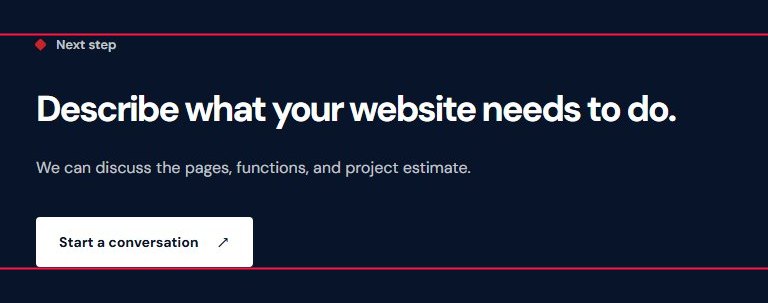 Next step
Describe what your website needs to do.
We can discuss the pages, functions, and project estimate.
Start a conversation ↗